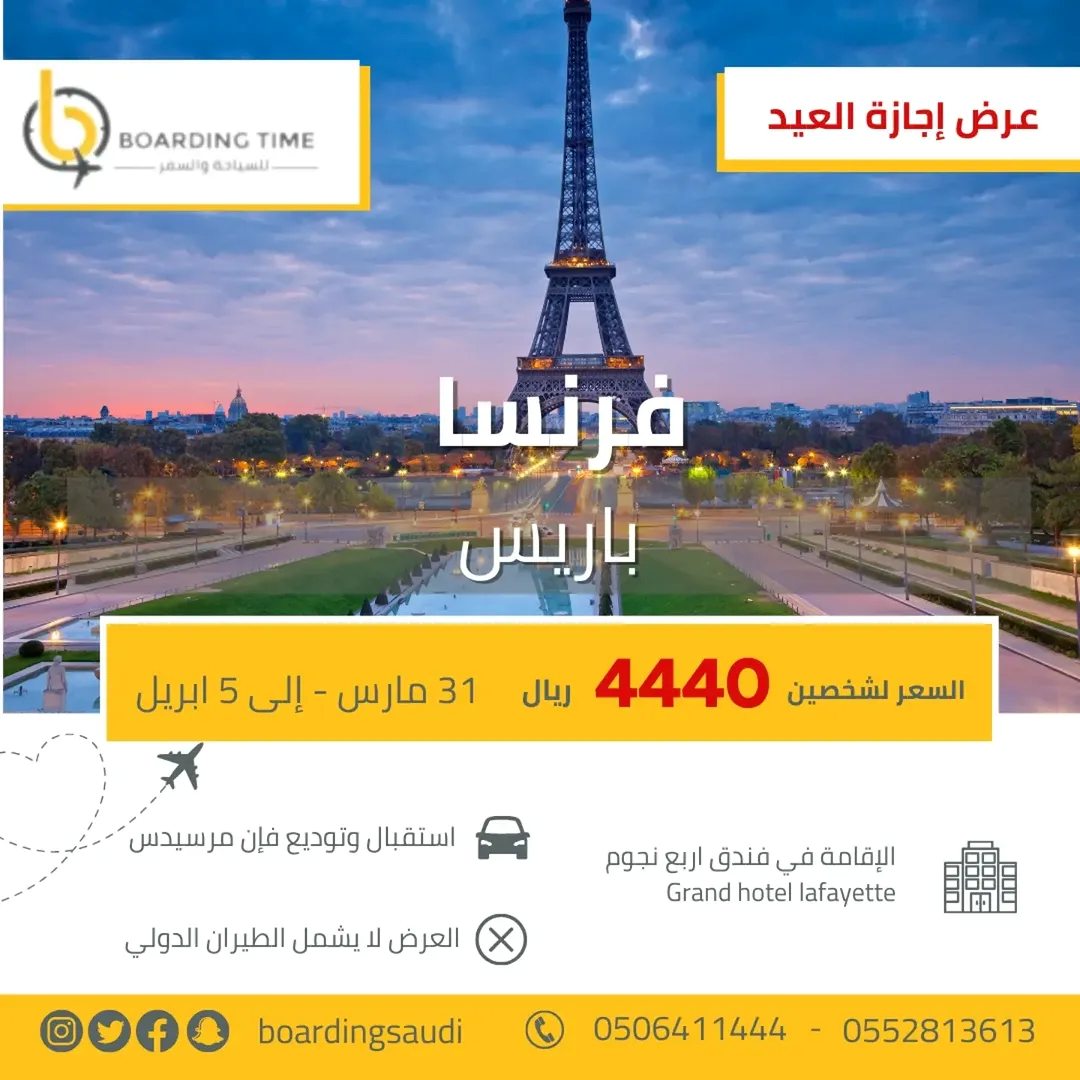 BOARDING TIME
للسياحة والسفر
عرض إجازة العيد
فرنسا
باريس
السعر لشخصين 4440 ريال 31 مارس - إلى 5 ابريل
الإقامة في فندق اربع نجوم
Grand hotel lafayette
استقبال وتوديع فإن مرسيدس
العرض لا يشمل الطيران الدولي
boardingsaudi 0506411444 - 0552813613